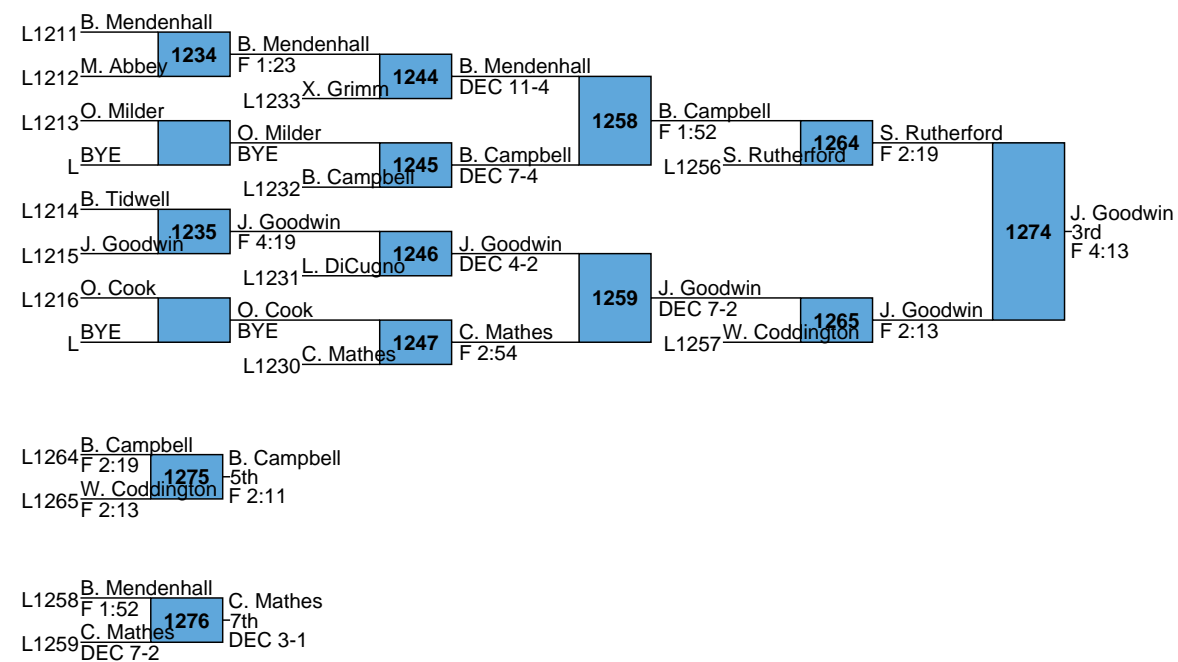 L1211 B. Mendenhall
1234
L1212 M. Abbey
B. Mendenhall
F 1:23
1244
L1233 X. Grimm
B. Mendenhall
DEC 11-4
1258
L1213 O. Milder
L BYE
O. Milder
BYE
1245
L1232 B. Campbell
B. Campbell
DEC 7-4
B. Campbell
F 1:52
1264
L1256 S. Rutherford
S. Rutherford
F 2:19
1274
L1214 B. Tidwell
1235
L1215 J. Goodwin
J. Goodwin
F 4:19
1246
L1231 L. DiCugno
J. Goodwin
DEC 4-2
1259
L1216 O. Cook
L BYE
O. Cook
BYE
1247
L1230 C. Mathes
C. Mathes
F 2:54
J. Goodwin
DEC 7-2
1265
L1257 W. Coddington
J. Goodwin
F 2:13
J. Goodwin
3rd
F 4:13
L1264 B. Campbell
F 2:19
1275
L1265 W. Coddington
F 2:13
B. Campbell
5th
F 2:11
L1258 B. Mendenhall
F 1:52
1276
L1259 C. Mathes
DEC 7-2
C. Mathes
7th
DEC 3-1